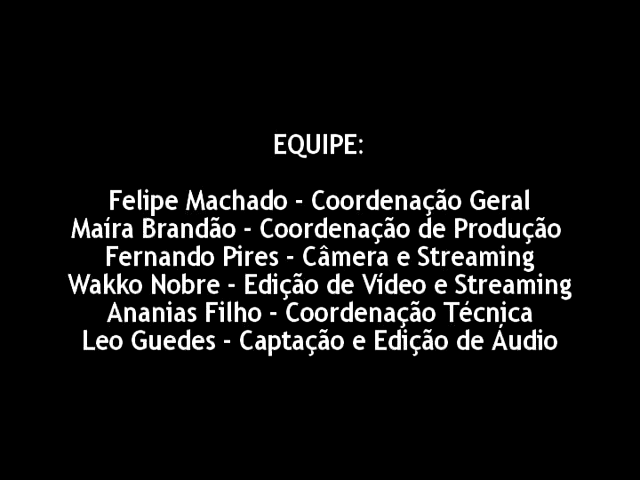 EQUIPE:
Felipe Machado - Coordenação Geral
Maíra Brandão - Coordenação de Produção
Fernando Pires - Câmera e Streaming
Wakko Nobre - Edição de Vídeo e Streaming
Ananias Filho - Coordenação Técnica
Leo Guedes - Captação e Edição de Áudio